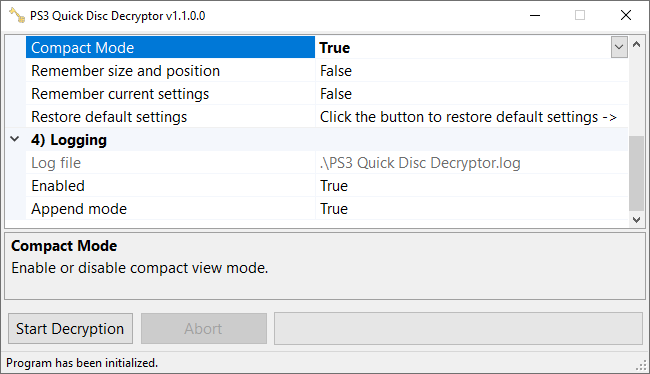 PS3 Quick Disc Decryptor v1.1.0.0
Compact Mode True
Remember size and position False
Remember current settings False
Restore default settings Click the button to restore default settings ->
4) Logging
Log file .\PS3 Quick Disc Decryptor.log
Enabled True
Append mode True
Compact Mode
Enable or disable compact view mode.
Start Decryption Abort
Program has been initialized.